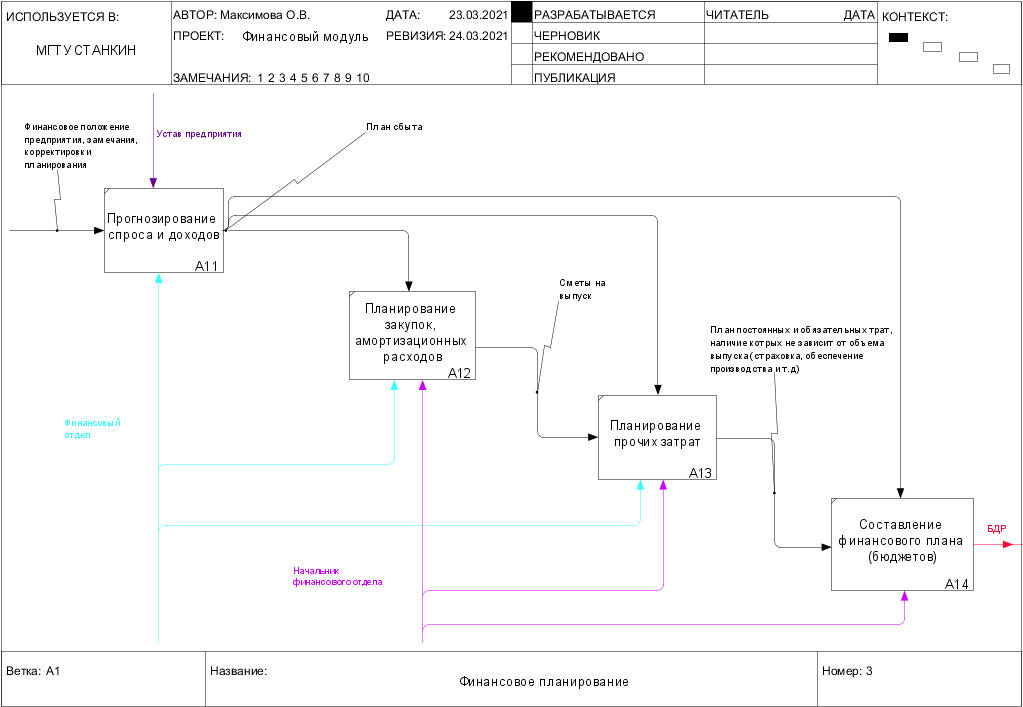 ИСПОЛЬЗУЕТСЯ В:
МГТУ СТАНКИН
АВТОР: Максимова О.В.
ДАТА: 23.03.2021
ПРОЕКТ: Финансовый модуль
РЕВИЗИЯ: 24.03.2021
ЗАМЕЧАНИЯ: 1 2 3 4 5 6 7 8 9 10
РАЗРАБАТЫВАЕТСЯ
ЧЕРНОВИК
РЕКОМЕНДОВАНО
ПУБЛИКАЦИЯ
ЧИТАТЕЛЬ ДАТА
КОНТЕКСТ:
Финансовое положение
предприятия, замечания,
корректировки
планирования
Устав предприятия
План сбыта
Прогнозирование
спроса и доходов
A11
Планирование
закупок,
амортизационных
расходов
A12
Сметы на
выпуск
План постоянных и обязательных трат,
наличие котрых не зависит от объема
выпуска (страховка, обеспечение
производства и т.д)
Планирование
прочих затрат
A13
Финансовый
отдел
Составление
финансового плана
(бюджетов)
A14
БДР
Начальник
финансового отдела
Ветка: A1
Название:
Финансовое планирование
Номер: 3